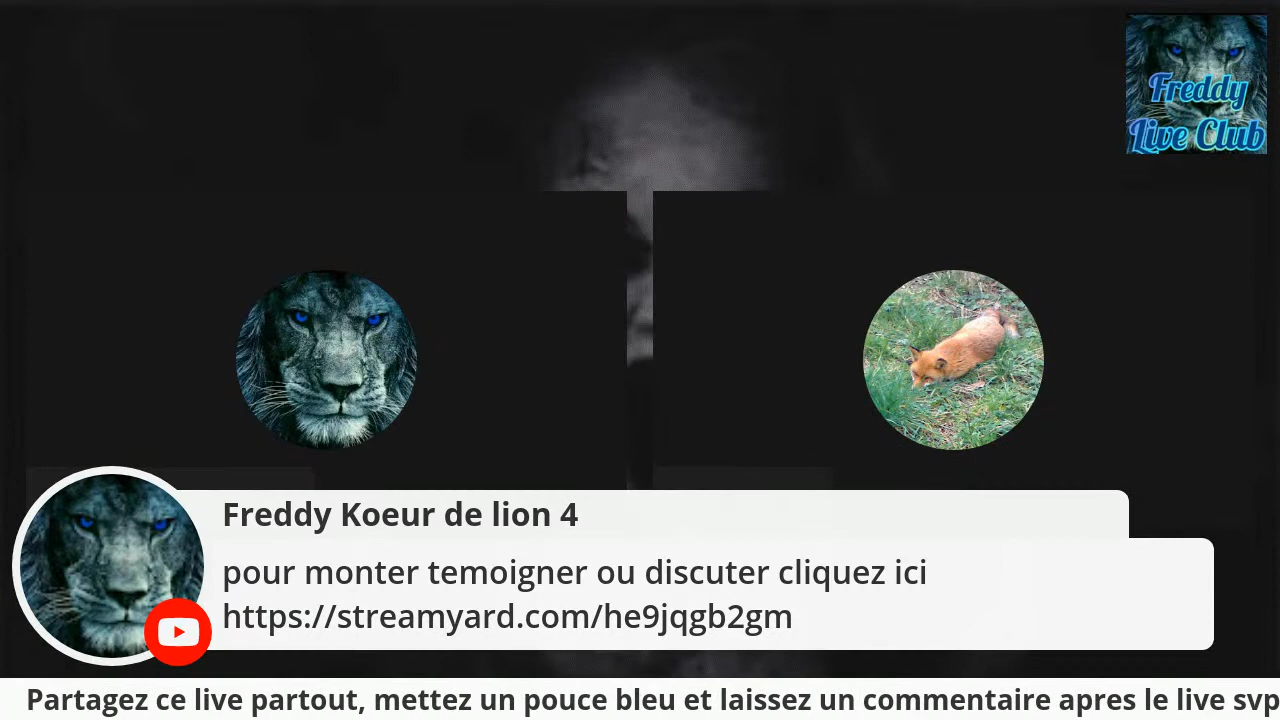 Freddy
Live Club
Freddy Koeur de lion 4
pour monter temoigner ou discuter cliquez ici
https://streamyard.com/he9jqgb2gm
Partagez ce live partout, mettez un pouce bleu et laissez un commentaire apres le live svp